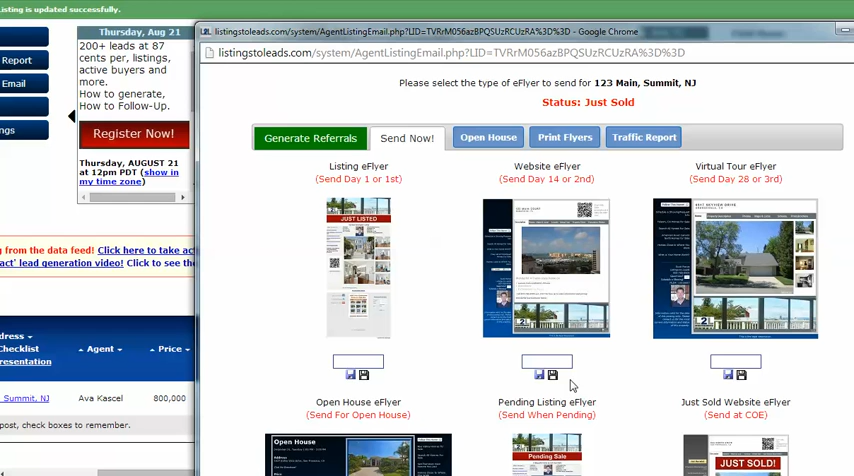 isting is updated successfully.
listingstoleads.com/system/AgentListingEmail.php?LID=TVRrM056azBPQSUzRCUzRA%3D%3D - Google Chrome
listingstoleads.com/system/AgentListingEmail.php?LID=TVRrM056azBPQSUzRCUzRA%3D%3D
Thursday, Aug 21
200+ leads at 87
cents per, listings,
active buyers and
more.
How to generate,
How to Follow-Up.
Register Now!
Thursday, AUGUST 21
at 12pm PDT (show in
my time zone)
Report
Email
ngs
g from the data feed! Click here to take act
act' lead generation video! Click to see the
dress
Checklist
resentation
Agent
Price
Summit, NJ
Ava Kascel
800,000
post, check boxes to remember.
Please select the type of eFlyer to send for 123 Main, Summit, NJ
Status: Just Sold
Generate Referrals
Send Now!
Open House
Print Flyers
Traffic Report
Listing eFlyer
(Send Day 1 or 1st)
Website eFlyer
(Send Day 14 or 2nd)
Virtual Tour eFlyer
(Send Day 28 or 3rd)
JUST LISTED
Open House eFlyer
(Send For Open House)
Pending Listing eFlyer
(Send When Pending)
Just Sold Website eFlyer
(Send at COE)
Open House
Pending Sale
JUST SOLD!